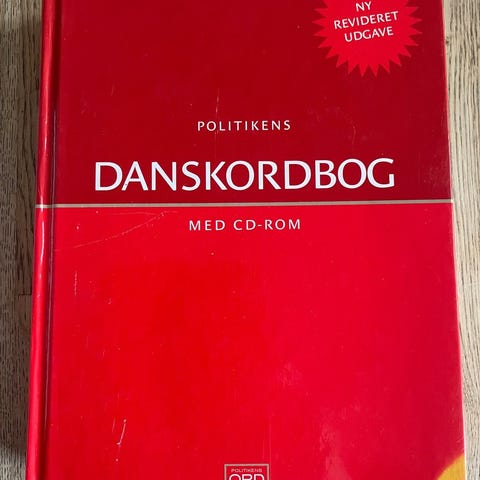 NY
REVIDERET
UDGAVE
POLITIKENS
DANSKORDBOG
MED CD-ROM
POLITIKENS
ORD